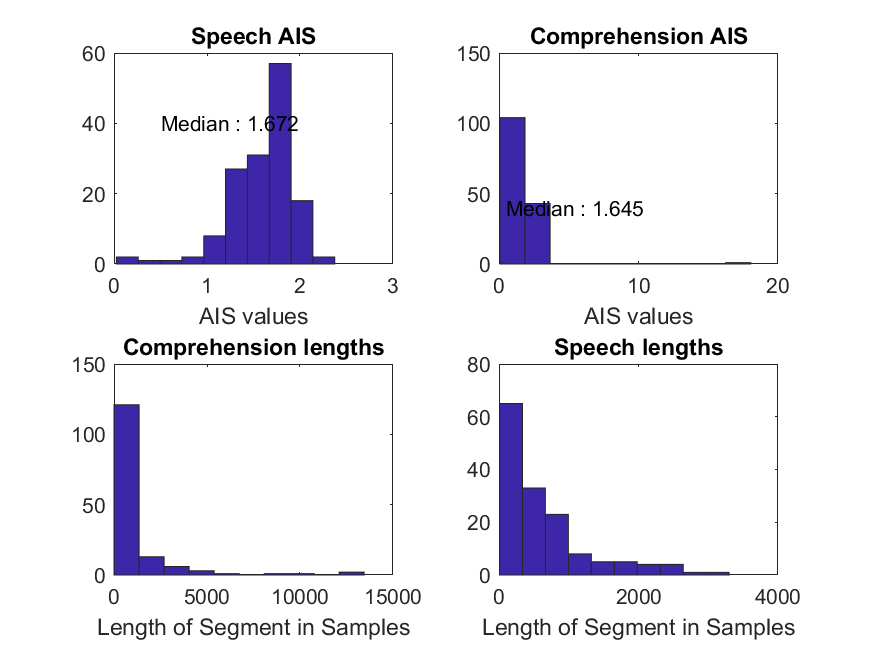 Speech AIS
60
40
20
0
Median : 1.672
0 1 2 3
AIS values
Comprehension AIS
150
100
50
0
Median : 1.645
0 10 20
AIS values
Comprehension lengths
150
100
50
0
0 5000 10000 15000
Length of Segment in Samples
Speech lengths
80
60
40
20
0
0 2000 4000
Length of Segment in Samples